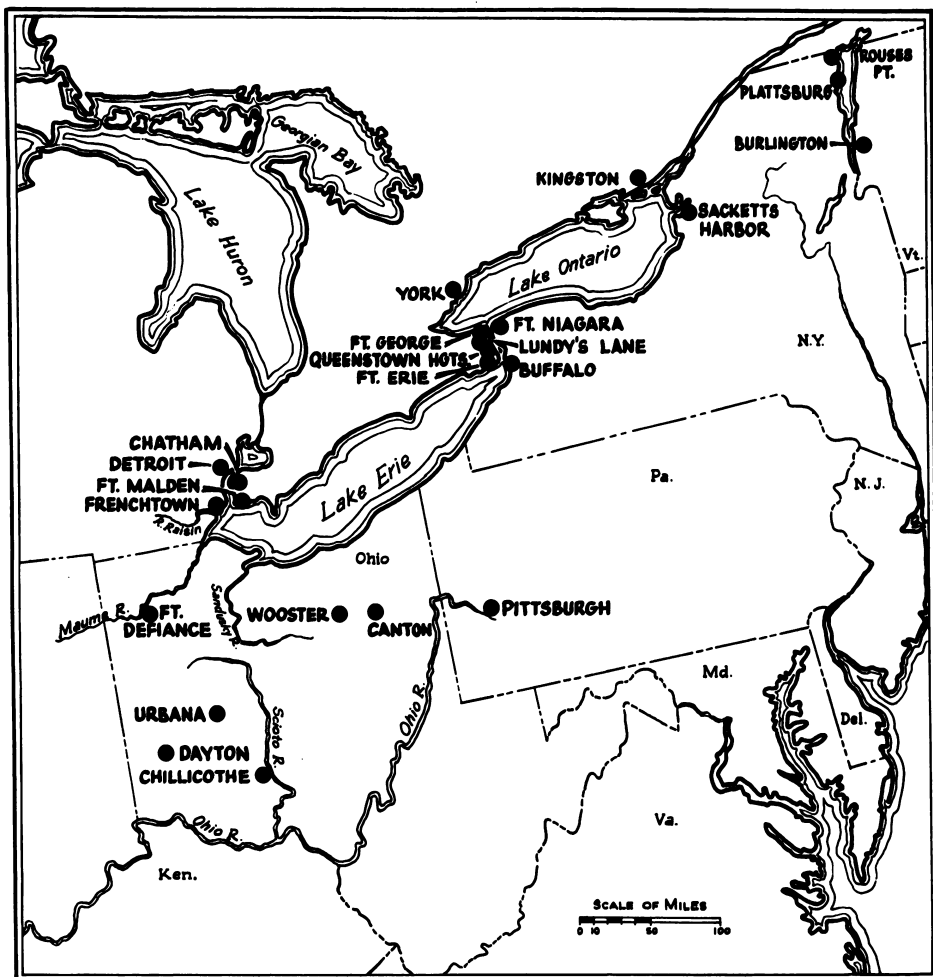 ROUSES
PT.
PLATTSBURG
BURLINGTON
Georgian Bay
KINGSTON
SACKETTS
HARBOR
Lake Huron
Vt.
Lake Ontario
YORK
FT. NIAGARA
FT. GEORGE
LUNDY'S LANE
N.Y.
QUEENSTOWN HGTS
FT. ERIE
BUFFALO
CHATHAM
DETROIT
FT. MALDEN
FRENCHTOWN
Lake Erie
Pa.
N.J.
R. Raisin
Ohio
Maume R.
FT.
DEFIANCE
Sandusky R.
WOOSTER
CANTON
PITTSBURGH
Md.
URBANA
Scioto R.
Ohio R.
Del.
DAYTON
CHILLICOTHE
Ohio R.
Va.
Ken.
SCALE OF MILES
0 10 50 100